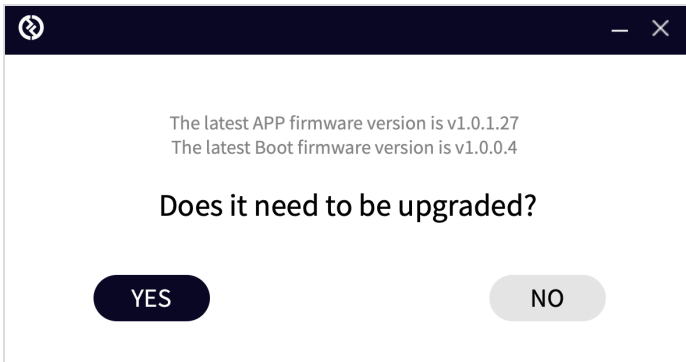 The latest APP firmware version is v1.0.1.27
The latest Boot firmware version is v1.0.0.4
Does it need to be upgraded?
YES
NO